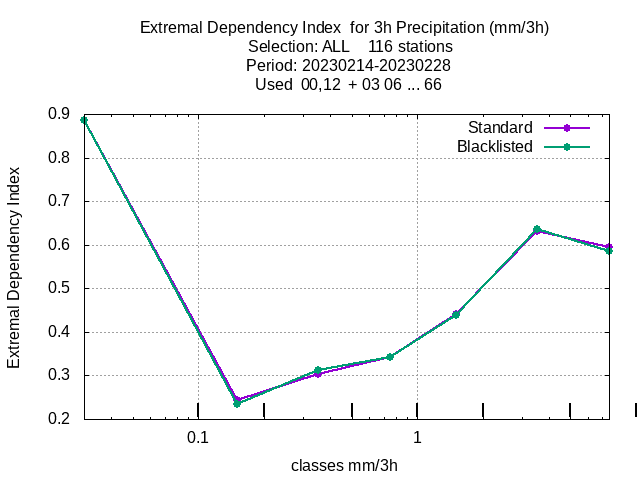 Extremal Dependency Index  for 3h Precipitation (mm/3h)
Selection: ALL    116 stations
Period: 20230214-20230228
Used  00,12  + 03 06 ... 66
Standard
Blacklisted
Extremal Dependency Index
0.9
0.8
0.7
0.6
0.5
0.4
0.3
0.2
0.1
1
classes mm/3h